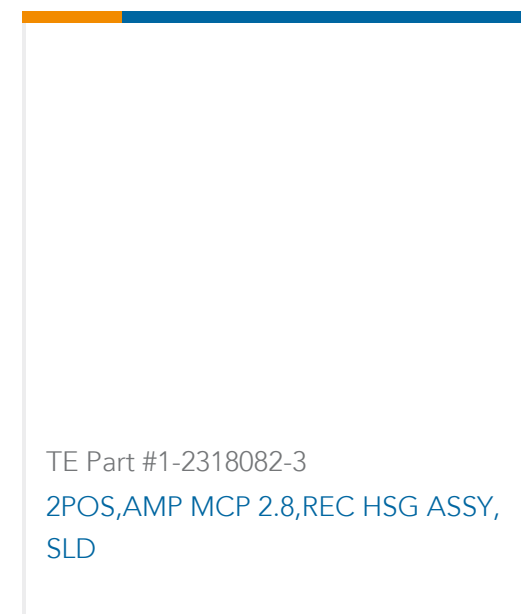 TE Part #1-2318082-3
2POS,AMP MCP 2.8,REC HSG ASSY,
SLD